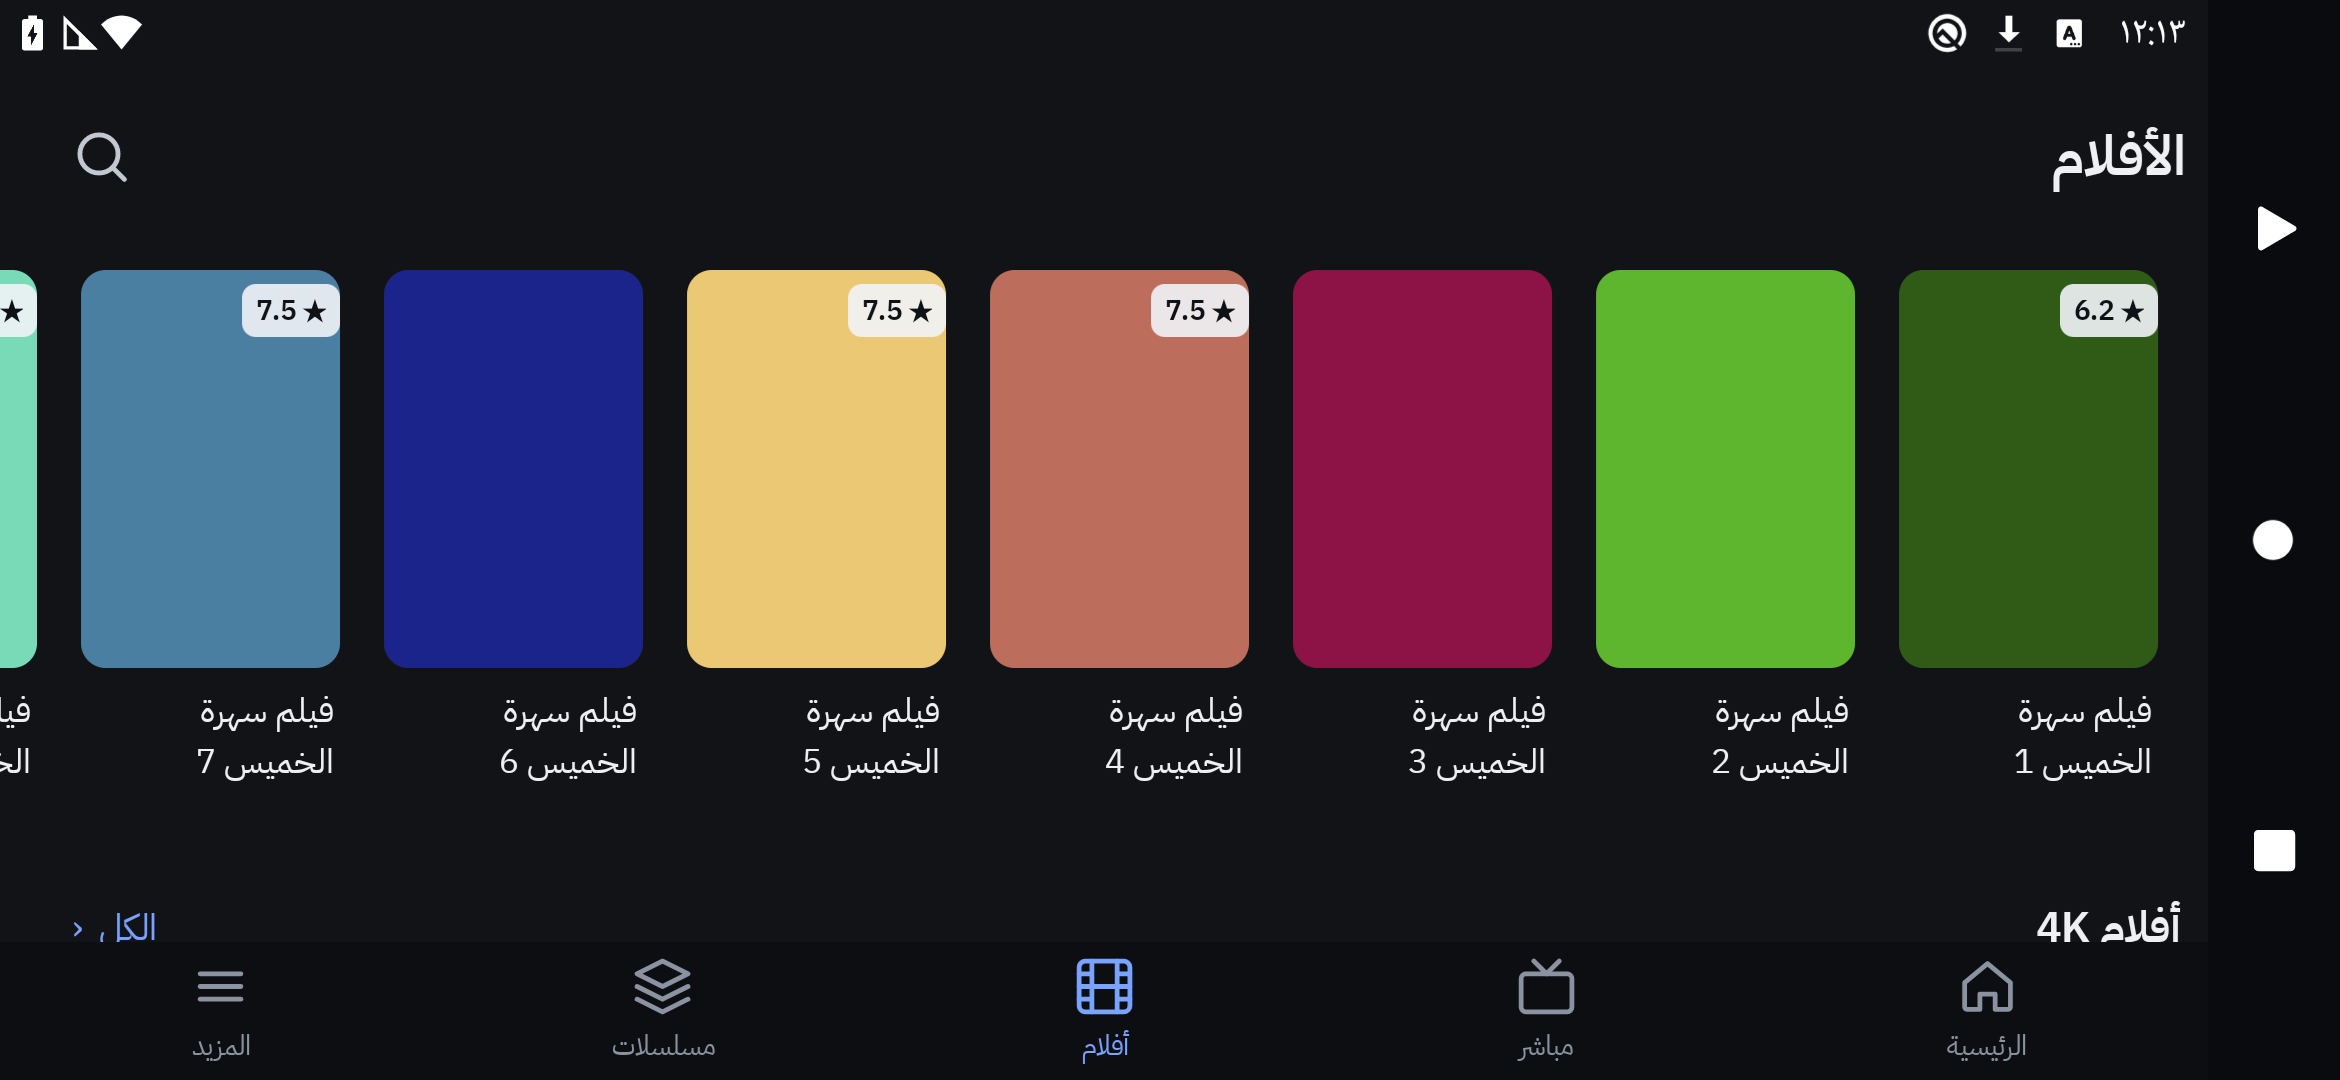 ١٢:١٣
الأفلام
★ 6.2
★ 7.5
★ 7.5
★ 7.5
★
فيلم سهرة
الخميس 1
فيلم سهرة
الخميس 2
فيلم سهرة
الخميس 3
فيلم سهرة
الخميس 4
فيلم سهرة
الخميس 5
فيلم سهرة
الخميس 6
فيلم سهرة
الخميس 7
أفلام 4K
الكل ‹
الرئيسية
مباشر
أفلام
مسلسلات
المزيد